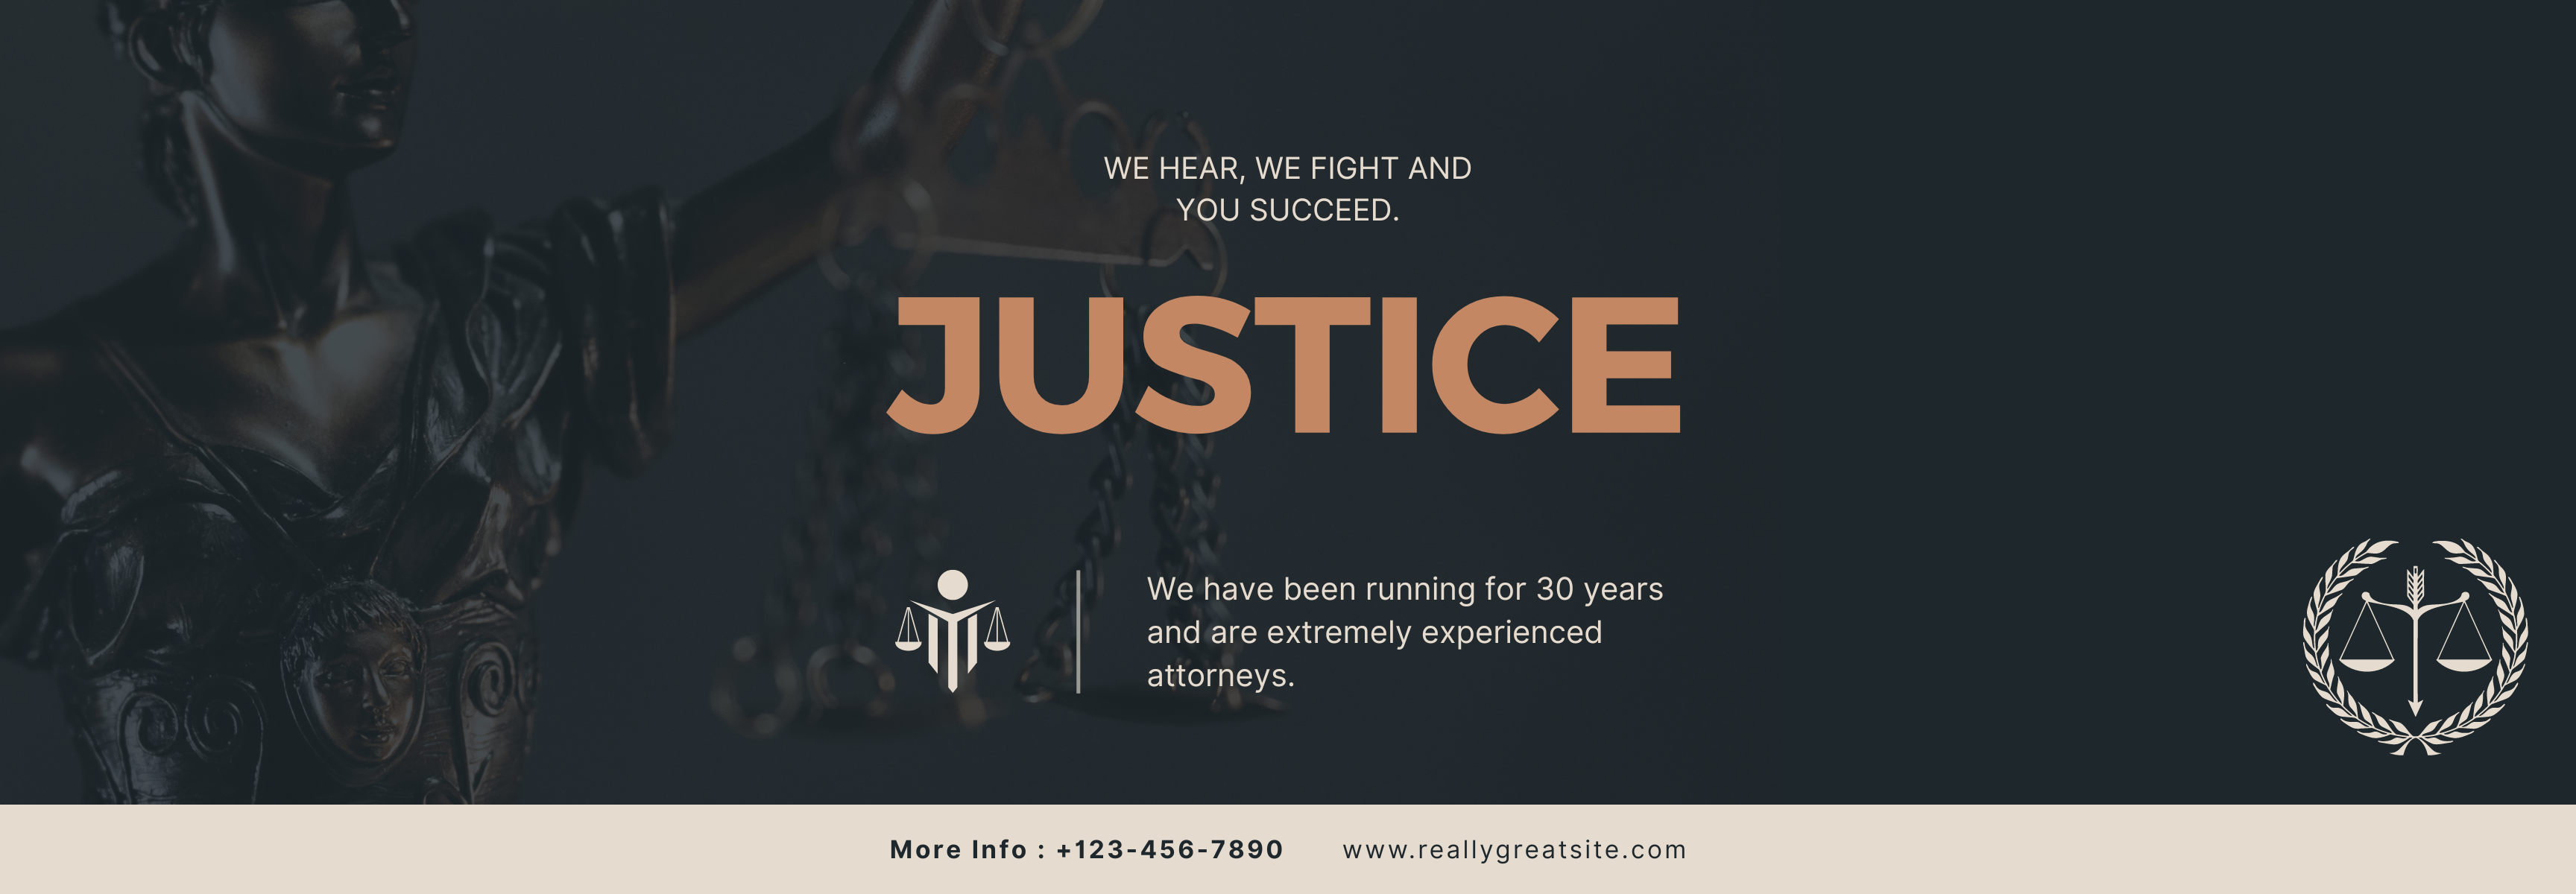 WE HEAR, WE FIGHT AND
YOU SUCCEED.
JUSTICE
We have been running for 30 years
and are extremely experienced
attorneys.
More Info : +123-456-7890 www.reallygreatsite.com